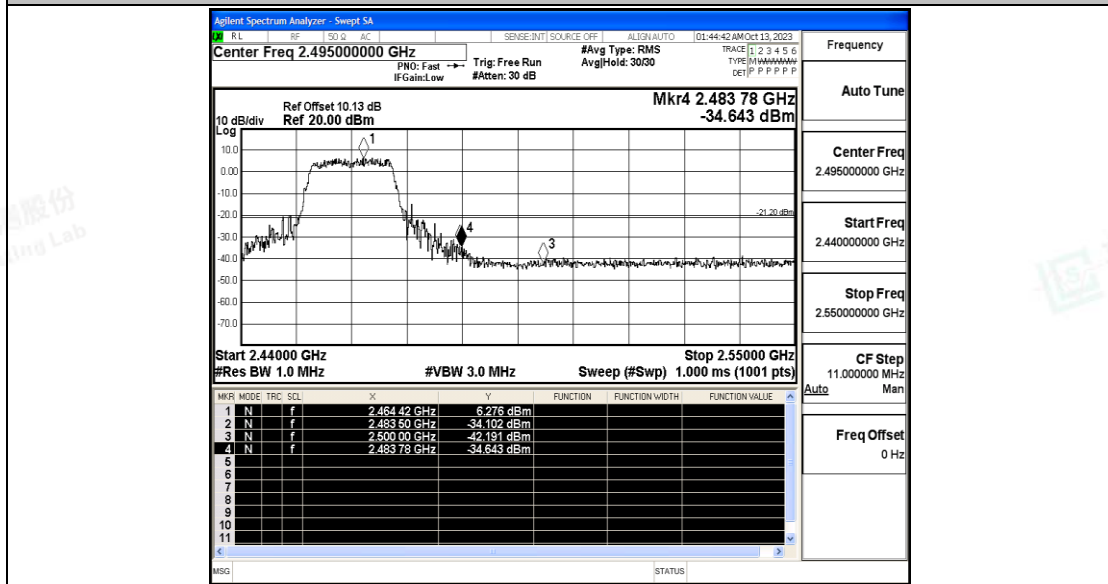 Agilent Spectrum Analyzer - Swept SA
RL RF 50 Ω AC SENSE:INT SOURCE OFF ALIGN AUTO 01:44:42 AM Oct 13, 2023
Center Freq 2.495000000 GHz #Avg Type: RMS TRACE 1 2 3 4 5 6
PNO: Fast Trig: Free Run Avg|Hold: 30/30 TYPE M
IFGain:Low #Atten: 30 dB DET P P P P P P
Ref Offset 10.13 dB Mkr4 2.483 78 GHz
10 dB/div Ref 20.00 dBm -34.643 dBm
Log
10.0
0.00
-10.0
-20.0
-30.0
-40.0
-50.0
-60.0
-70.0
1
4
3
-21.20 dBm
Start 2.44000 GHz Stop 2.55000 GHz
#Res BW 1.0 MHz #VBW 3.0 MHz Sweep (#Swp) 1.000 ms (1001 pts)
MKR MODE TRC SCL X Y FUNCTION FUNCTION WIDTH FUNCTION VALUE
1 N f 2.464 42 GHz 6.276 dBm
2 N f 2.483 50 GHz -34.102 dBm
3 N f 2.500 00 GHz -42.191 dBm
4 N f 2.483 78 GHz -34.643 dBm
5
6
7
8
9
10
11
MSG STATUS
Frequency
Auto Tune
Center Freq
2.495000000 GHz
Start Freq
2.440000000 GHz
Stop Freq
2.550000000 GHz
CF Step
11.000000 MHz
Auto Man
Freq Offset
0 Hz
股份
Lab